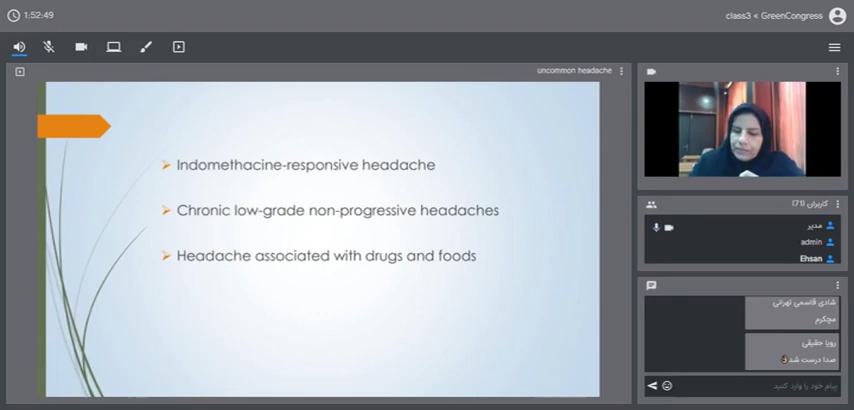 1:52:49
class3 < GreenCongress
uncommon headache
Indomethacine-responsive headache
Chronic low-grade non-progressive headaches
Headache associated with drugs and foods
کاربران (71)
مدیر
admin
Ehsan
شادی قاسمی تهرانی
مچکرم
رویا حقیقی
صدا درست شد
پیام خود را وارد کنید